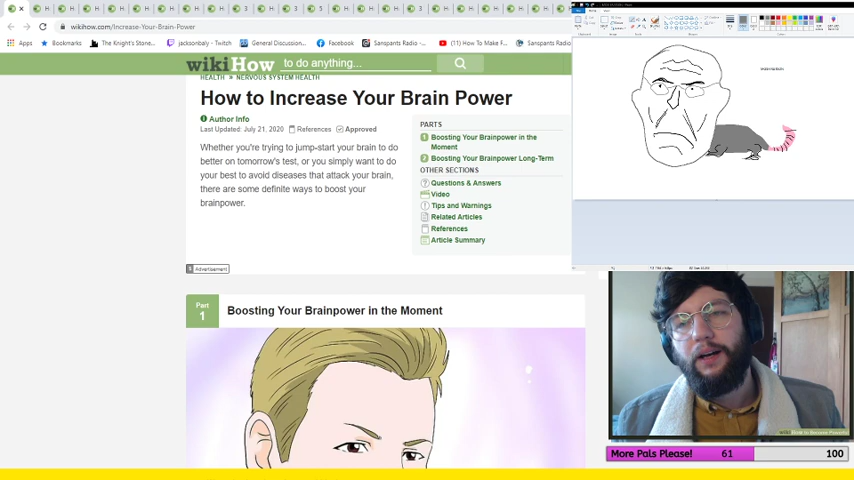 wikihow.com/Increase-Your-Brain-Power
Apps
Bookmarks
The Knight's Stone...
jacksonbaly - Twitch
General Discussion...
Facebook
Sanspants Radio
(11) How To Make F...
Sanspants Radio
wikiHow to do anything...
HEALTH » NERVOUS SYSTEM HEALTH
How to Increase Your Brain Power
Author Info
Last Updated: July 21, 2020
References
Approved
Whether you're trying to jump-start your brain to do
better on tomorrow's test, or you simply want to do
your best to avoid diseases that attack your brain,
there are some definite ways to boost your
brainpower.
PARTS
1 Boosting Your Brainpower in the
Moment
2 Boosting Your Brainpower Long-Term
OTHER SECTIONS
Questions & Answers
Video
Tips and Warnings
Related Articles
References
Article Summary
Advertisement
Part
1
Boosting Your Brainpower in the Moment
More Pals Please! 61 100